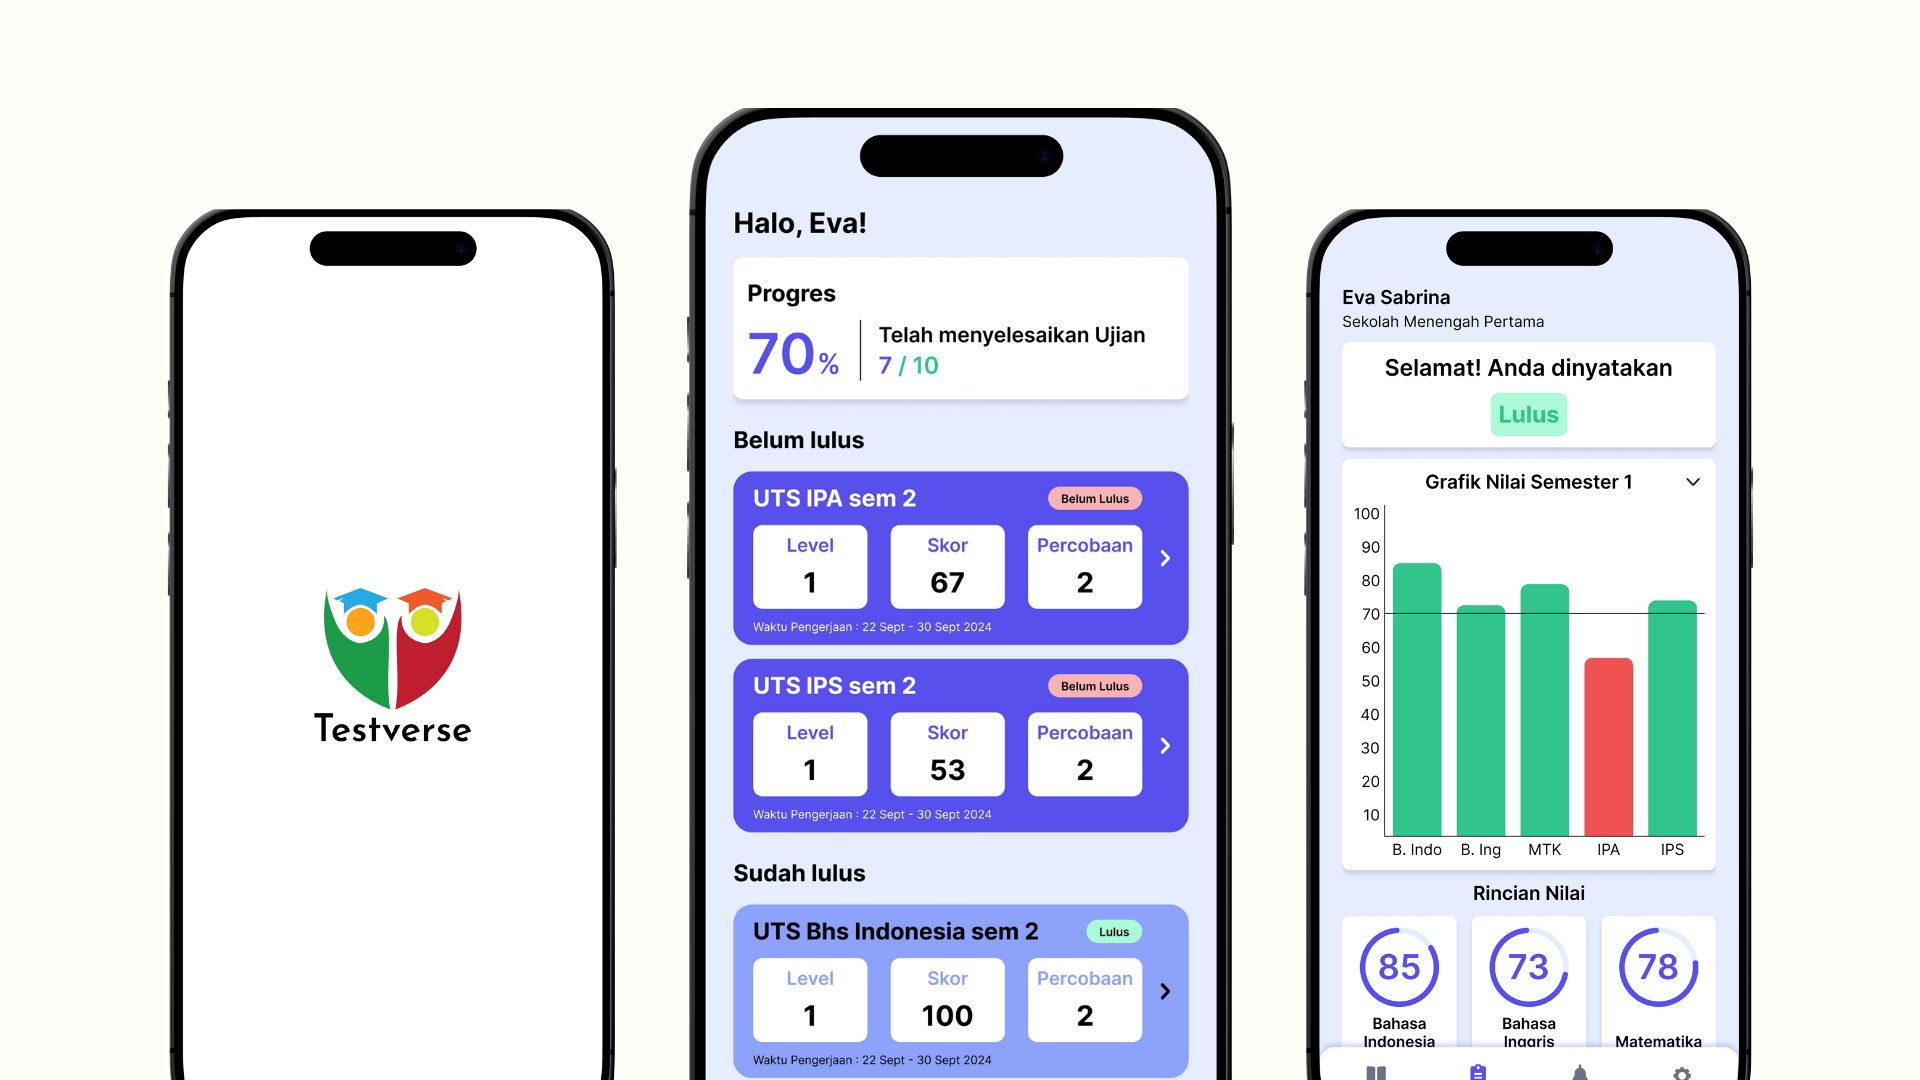 Testverse
Halo, Eva!
Progres
70%
Telah menyelesaikan Ujian
7 / 10
Belum lulus
UTS IPA sem 2
Belum Lulus
Level
1
Skor
67
Percobaan
2
Waktu Pengerjaan : 22 Sept - 30 Sept 2024
UTS IPS sem 2
Belum Lulus
Level
1
Skor
53
Percobaan
2
Waktu Pengerjaan : 22 Sept - 30 Sept 2024
Sudah lulus
UTS Bhs Indonesia sem 2
Lulus
Level
1
Skor
100
Percobaan
2
Waktu Pengerjaan : 22 Sept - 30 Sept 2024
Eva Sabrina
Sekolah Menengah Pertama
Selamat! Anda dinyatakan
Lulus
Grafik Nilai Semester 1
100
90
80
70
60
50
40
30
20
10
B. Indo
B. Ing
MTK
IPA
IPS
Rincian Nilai
85
Bahasa
Indonesia
73
Bahasa
Inggris
78
Matematika